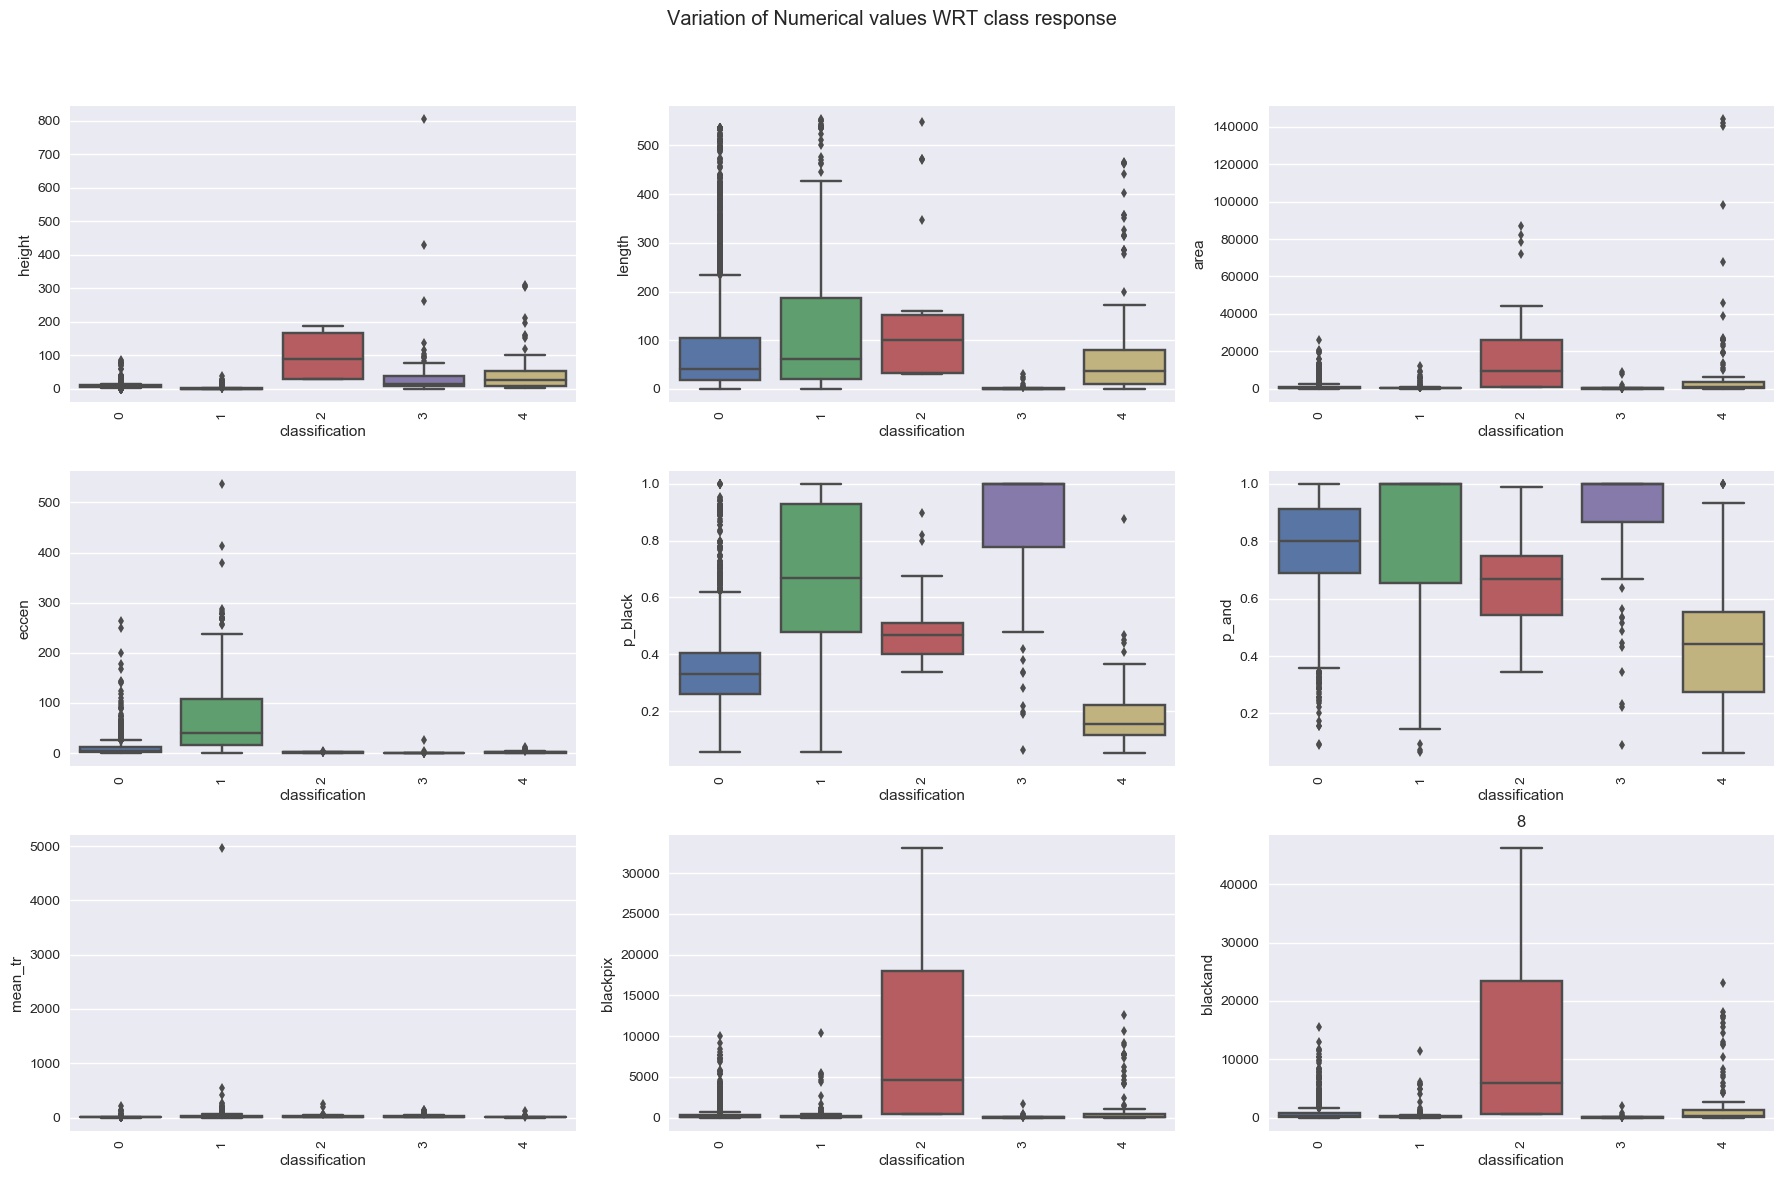 Variation of Numerical values WRT class response
height
800
700
600
500
400
300
200
100
0
0 1 2 3 4
classification
length
500
400
300
200
100
0
0 1 2 3 4
classification
area
140000
120000
100000
80000
60000
40000
20000
0
0 1 2 3 4
classification
eccen
500
400
300
200
100
0
0 1 2 3 4
classification
p_black
1.0
0.8
0.6
0.4
0.2
0 1 2 3 4
classification
p_and
1.0
0.8
0.6
0.4
0.2
0 1 2 3 4
classification
mean_tr
5000
4000
3000
2000
1000
0
0 1 2 3 4
classification
blackpix
30000
25000
20000
15000
10000
5000
0
0 1 2 3 4
classification
8
blackand
40000
30000
20000
10000
0
0 1 2 3 4
classification